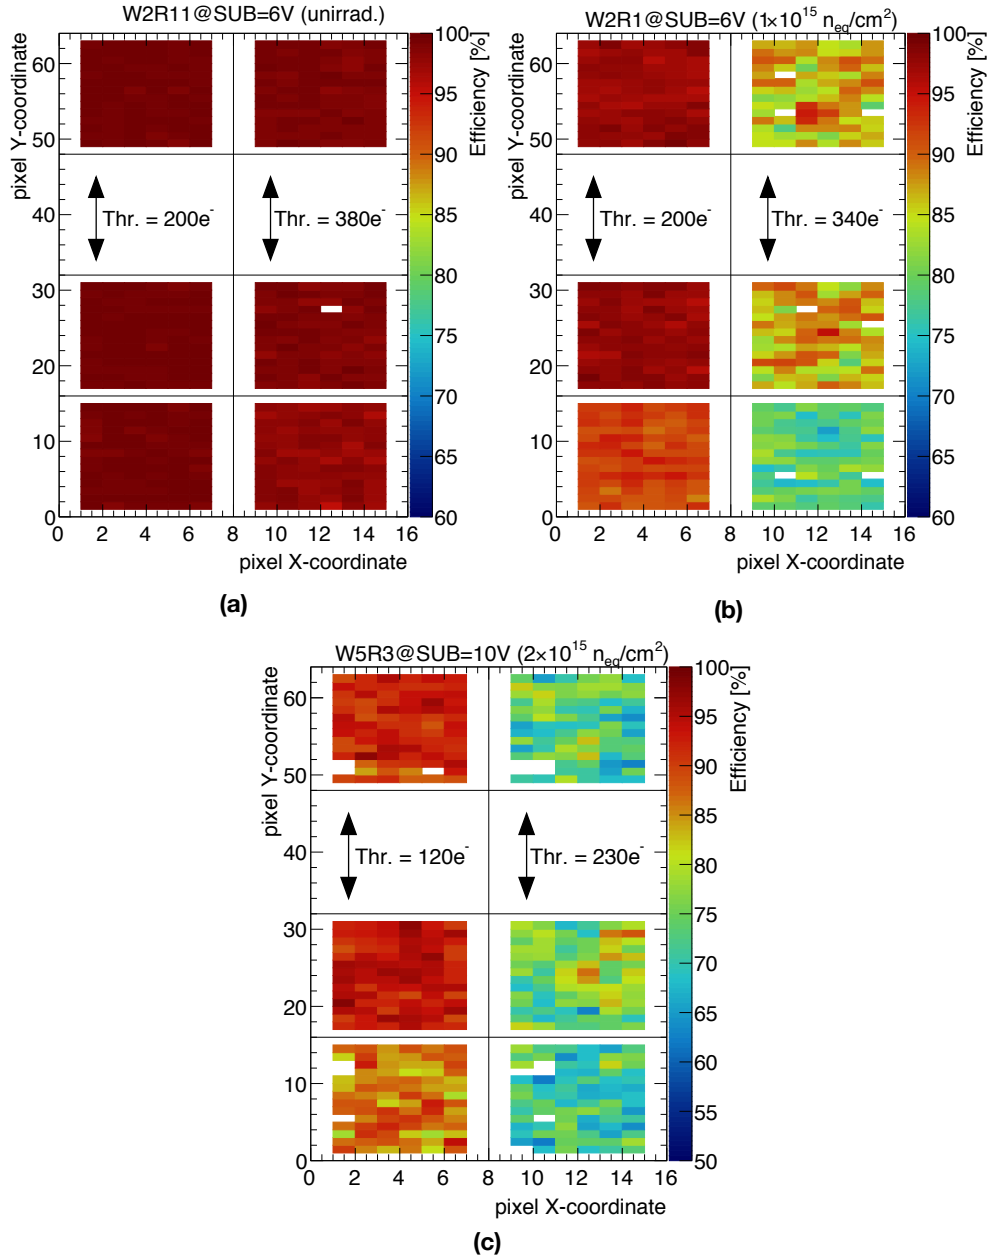 W2R11@SUB=6V (unirrad.)
pixel Y-coordinate
60
50
40
30
20
10
0
Thr. = 200e-
Thr. = 380e-
0 2 4 6 8 10 12 14 16
pixel X-coordinate
100
95
90
85
80
75
70
65
60
Efficiency [%]
(a)
W2R1@SUB=6V (1×10^15 n_eq/cm²)
pixel Y-coordinate
60
50
40
30
20
10
0
Thr. = 200e-
Thr. = 340e-
0 2 4 6 8 10 12 14 16
pixel X-coordinate
100
95
90
85
80
75
70
65
60
Efficiency [%]
(b)
W5R3@SUB=10V (2×10^15 n_eq/cm²)
pixel Y-coordinate
60
50
40
30
20
10
0
Thr. = 120e-
Thr. = 230e-
0 2 4 6 8 10 12 14 16
pixel X-coordinate
100
95
90
85
80
75
70
65
60
55
50
Efficiency [%]
(c)